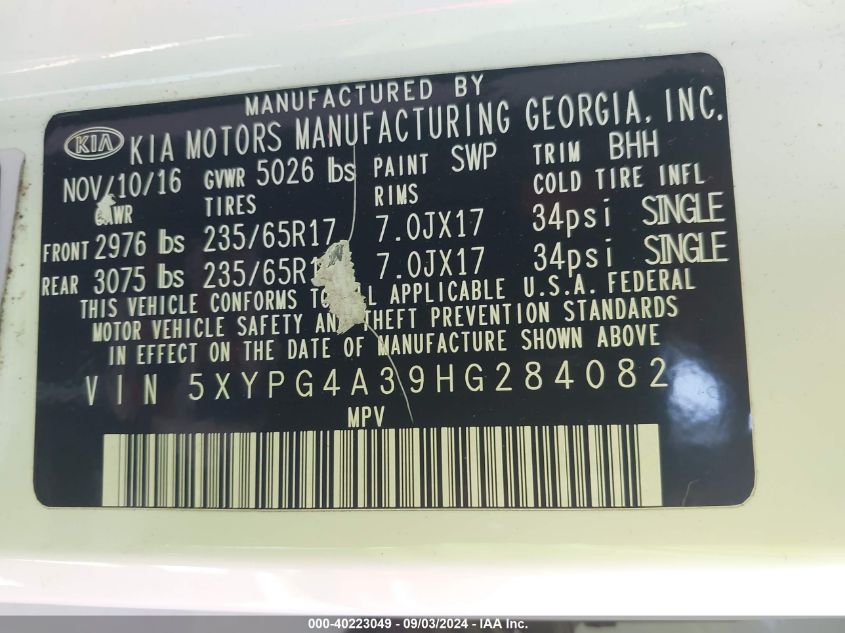 MANUFACTURED BY
KIA KIA MOTORS MANUFACTURING GEORGIA, INC.
NOV/10/16 GVWR 5026 lbs PAINT SWP TRIM BHH
GAWR TIRES RIMS COLD TIRE INFL
FRONT 2976 lbs 235/65R17 7.0JX17 34psi SINGLE
REAR 3075 lbs 235/65R1 7.0JX17 34psi SINGLE
THIS VEHICLE CONFORMS TO ALL APPLICABLE U.S.A. FEDERAL
MOTOR VEHICLE SAFETY AND THEFT PREVENTION STANDARDS
IN EFFECT ON THE DATE OF MANUFACTURE SHOWN ABOVE
VIN 5XYPG4A39HG284082
MPV
000-40223049 - 09/03/2024 - IAA Inc.